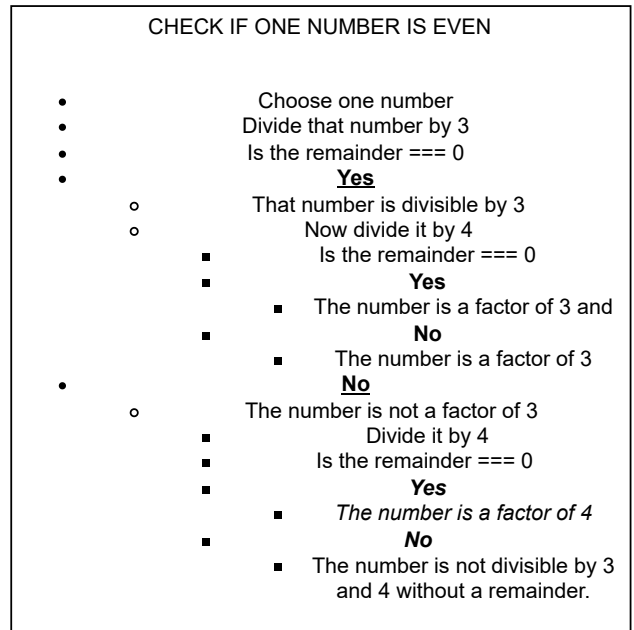 CHECK IF ONE NUMBER IS EVEN
Choose one number
Divide that number by 3
Is the remainder === 0
Yes
That number is divisible by 3
Now divide it by 4
Is the remainder === 0
Yes
The number is a factor of 3 and
No
The number is a factor of 3
No
The number is not a factor of 3
Divide it by 4
Is the remainder === 0
Yes
The number is a factor of 4
No
The number is not divisible by 3
and 4 without a remainder.